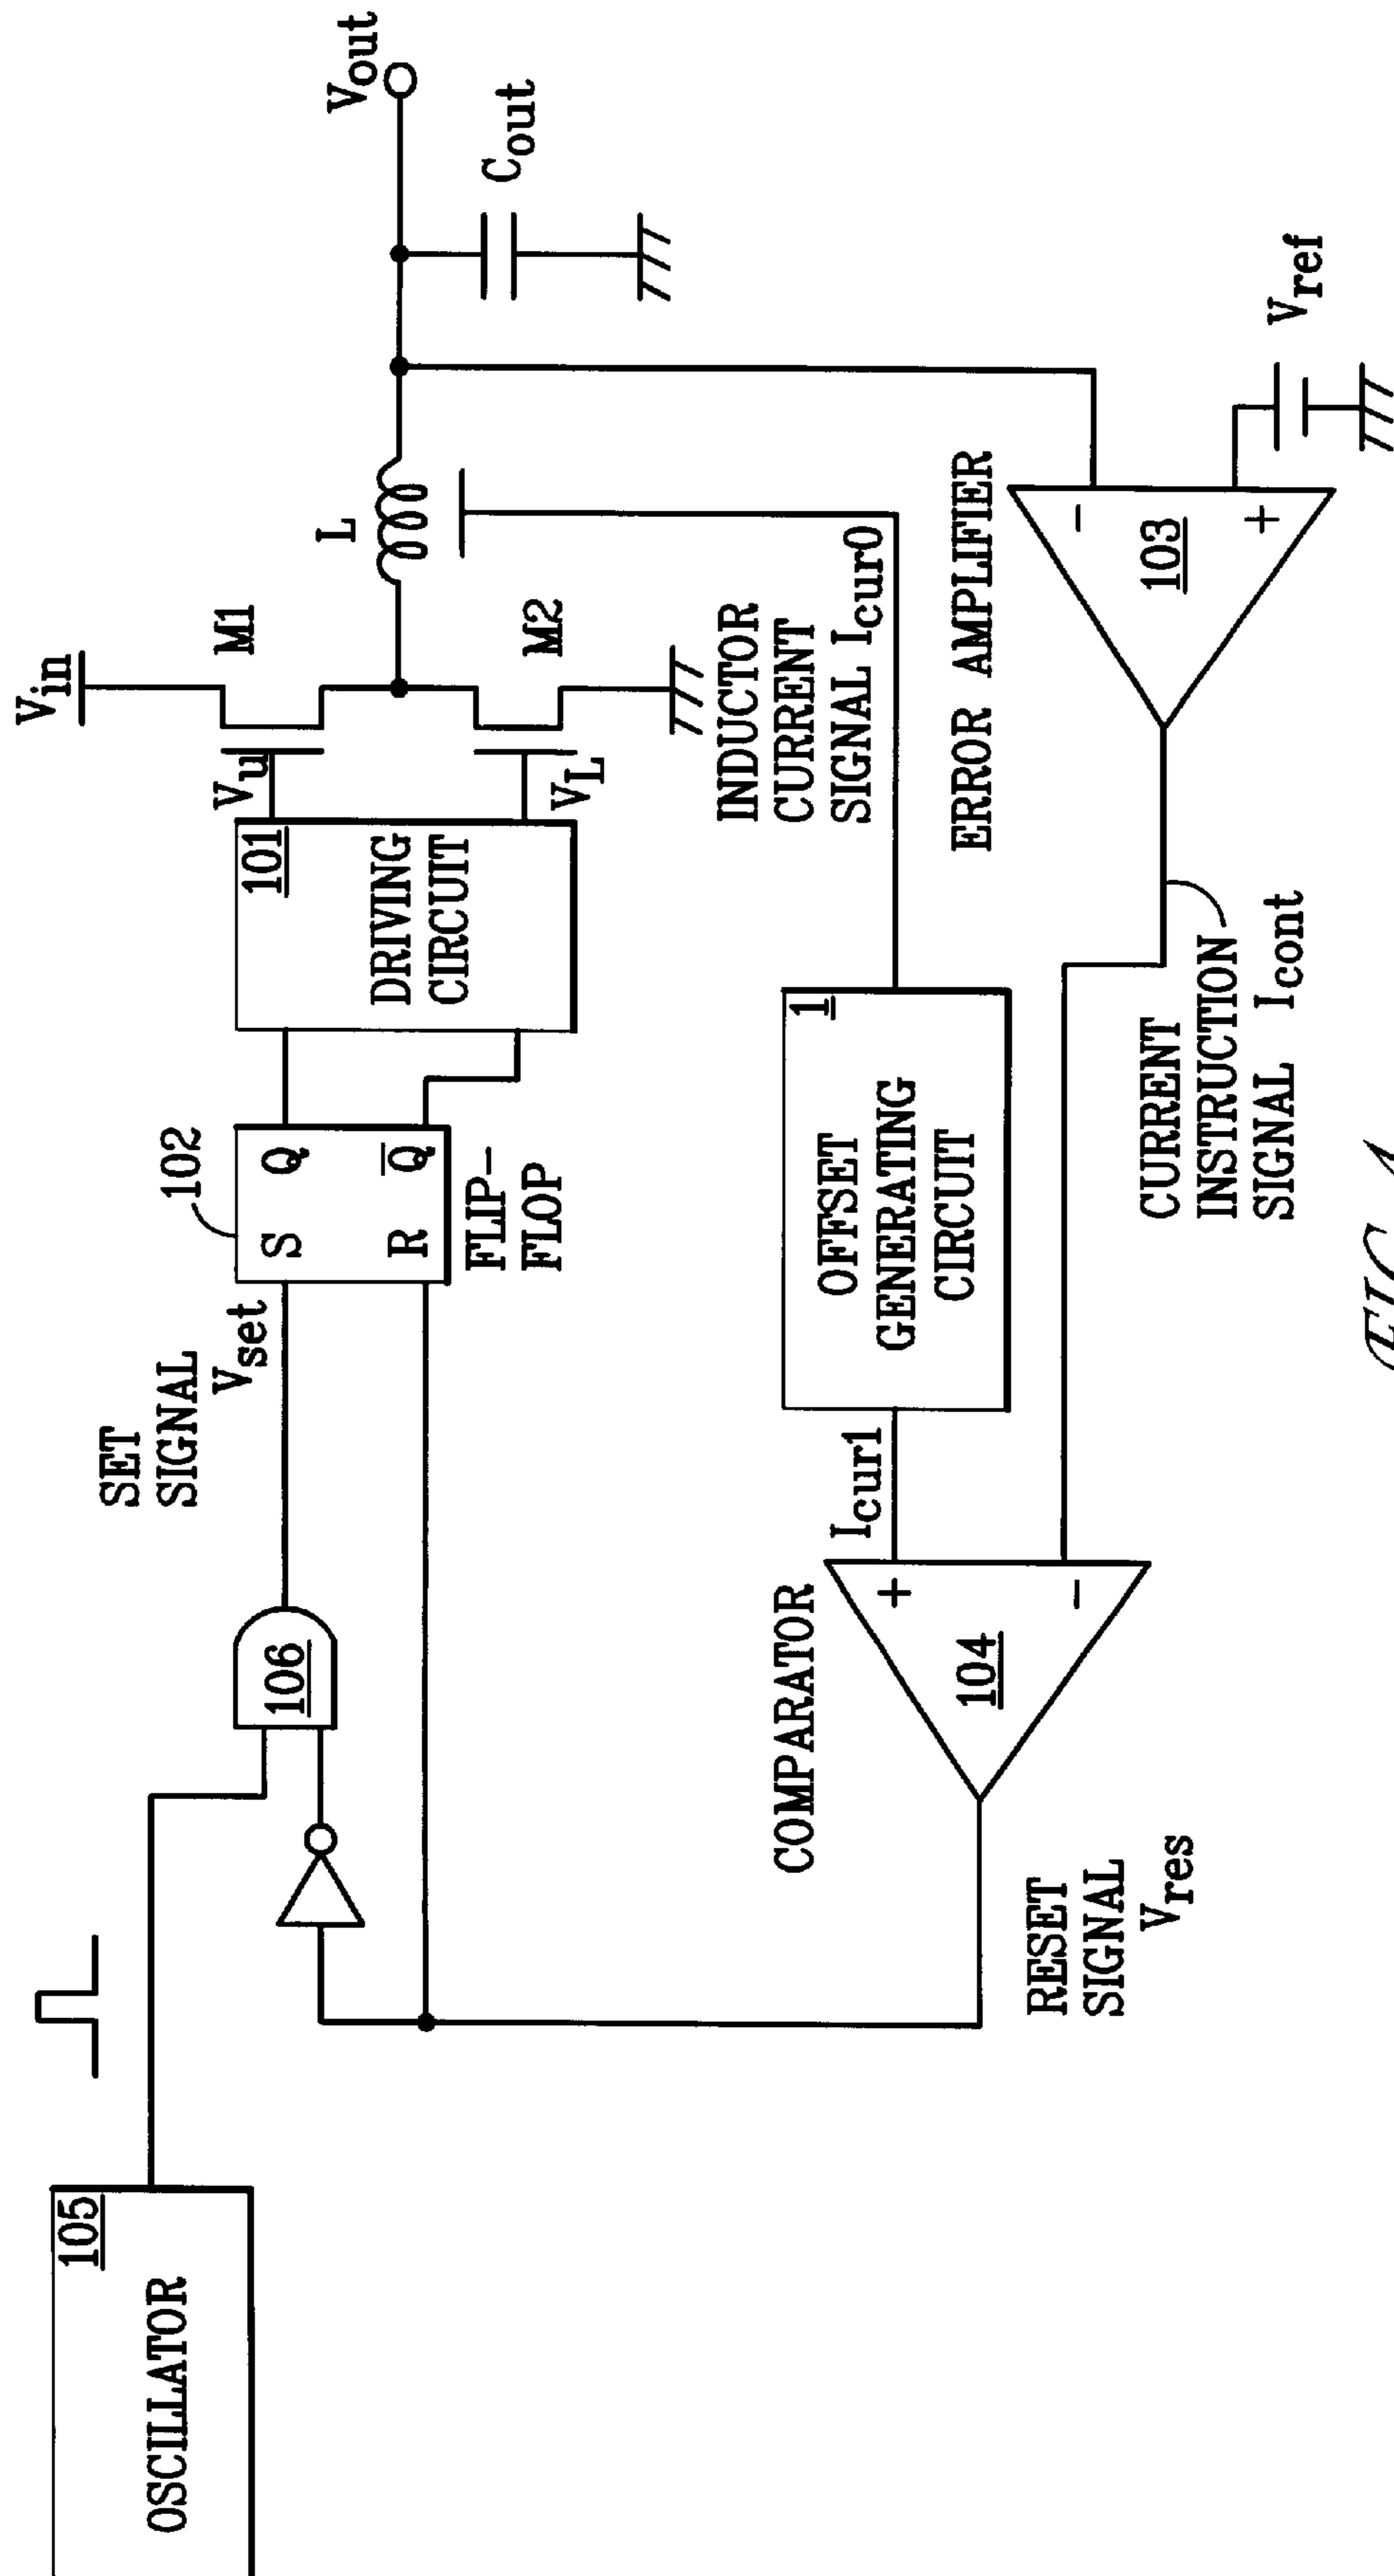 OSCILLATOR
105
106
SET
SIGNAL
Vset
102
S Q
R Q̅
FLIP-
FLOP
101
DRIVING
CIRCUIT
Vin
Vu
VL
M1
M2
L
Vout
Cout
INDUCTOR
CURRENT
SIGNAL Icur0
COMPARATOR
104
+
-
Icur1
1
OFFSET
GENERATING
CIRCUIT
RESET
SIGNAL
Vres
ERROR AMPLIFIER
103
-
+
Vref
CURRENT
INSTRUCTION
SIGNAL Icont